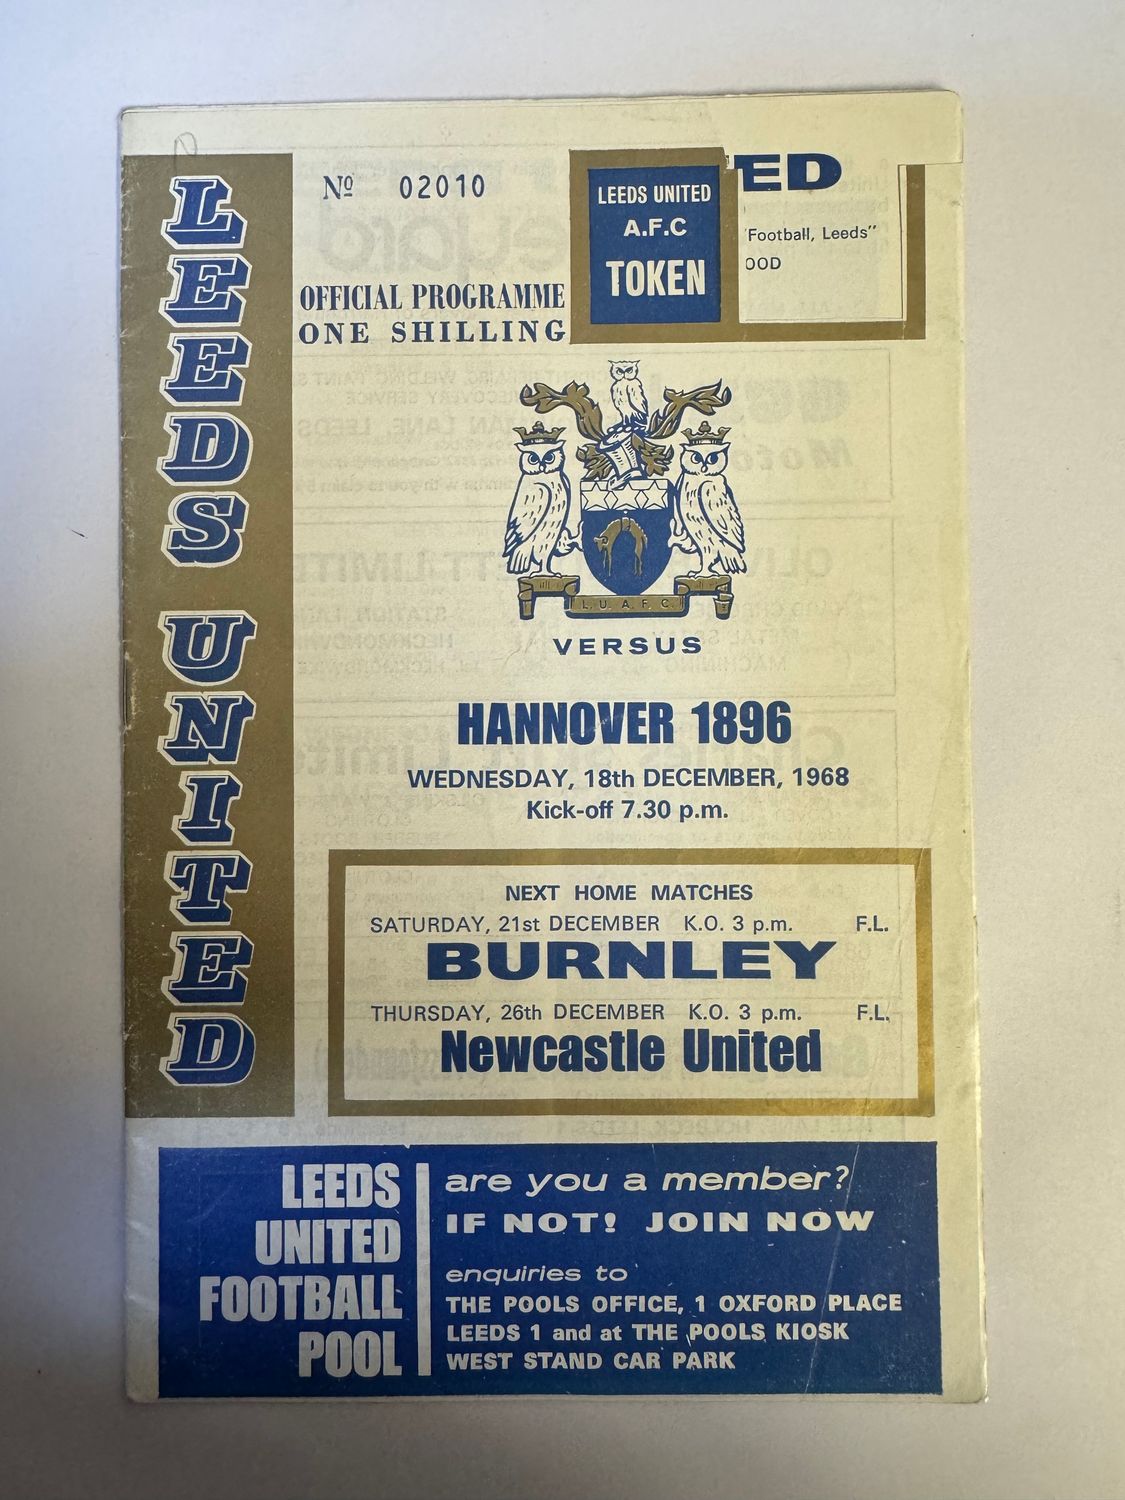 LEEDS UNITED
Nº 02010
OFFICIAL PROGRAMME
ONE SHILLING
LEEDS UNITED
A.F.C
TOKEN
TED
"Football, Leeds"
OOD
L. U. A. F. C.
VERSUS
HANNOVER 1896
WEDNESDAY, 18th DECEMBER, 1968
Kick-off 7.30 p.m.
NEXT HOME MATCHES
SATURDAY, 21st DECEMBER K.O. 3 p.m. F.L.
BURNLEY
THURSDAY, 26th DECEMBER K.O. 3 p.m. F.L.
Newcastle United
LEEDS
UNITED
FOOTBALL
POOL
are you a member?
IF NOT! JOIN NOW
enquiries to
THE POOLS OFFICE, 1 OXFORD PLACE
LEEDS 1 and at THE POOLS KIOSK
WEST STAND CAR PARK